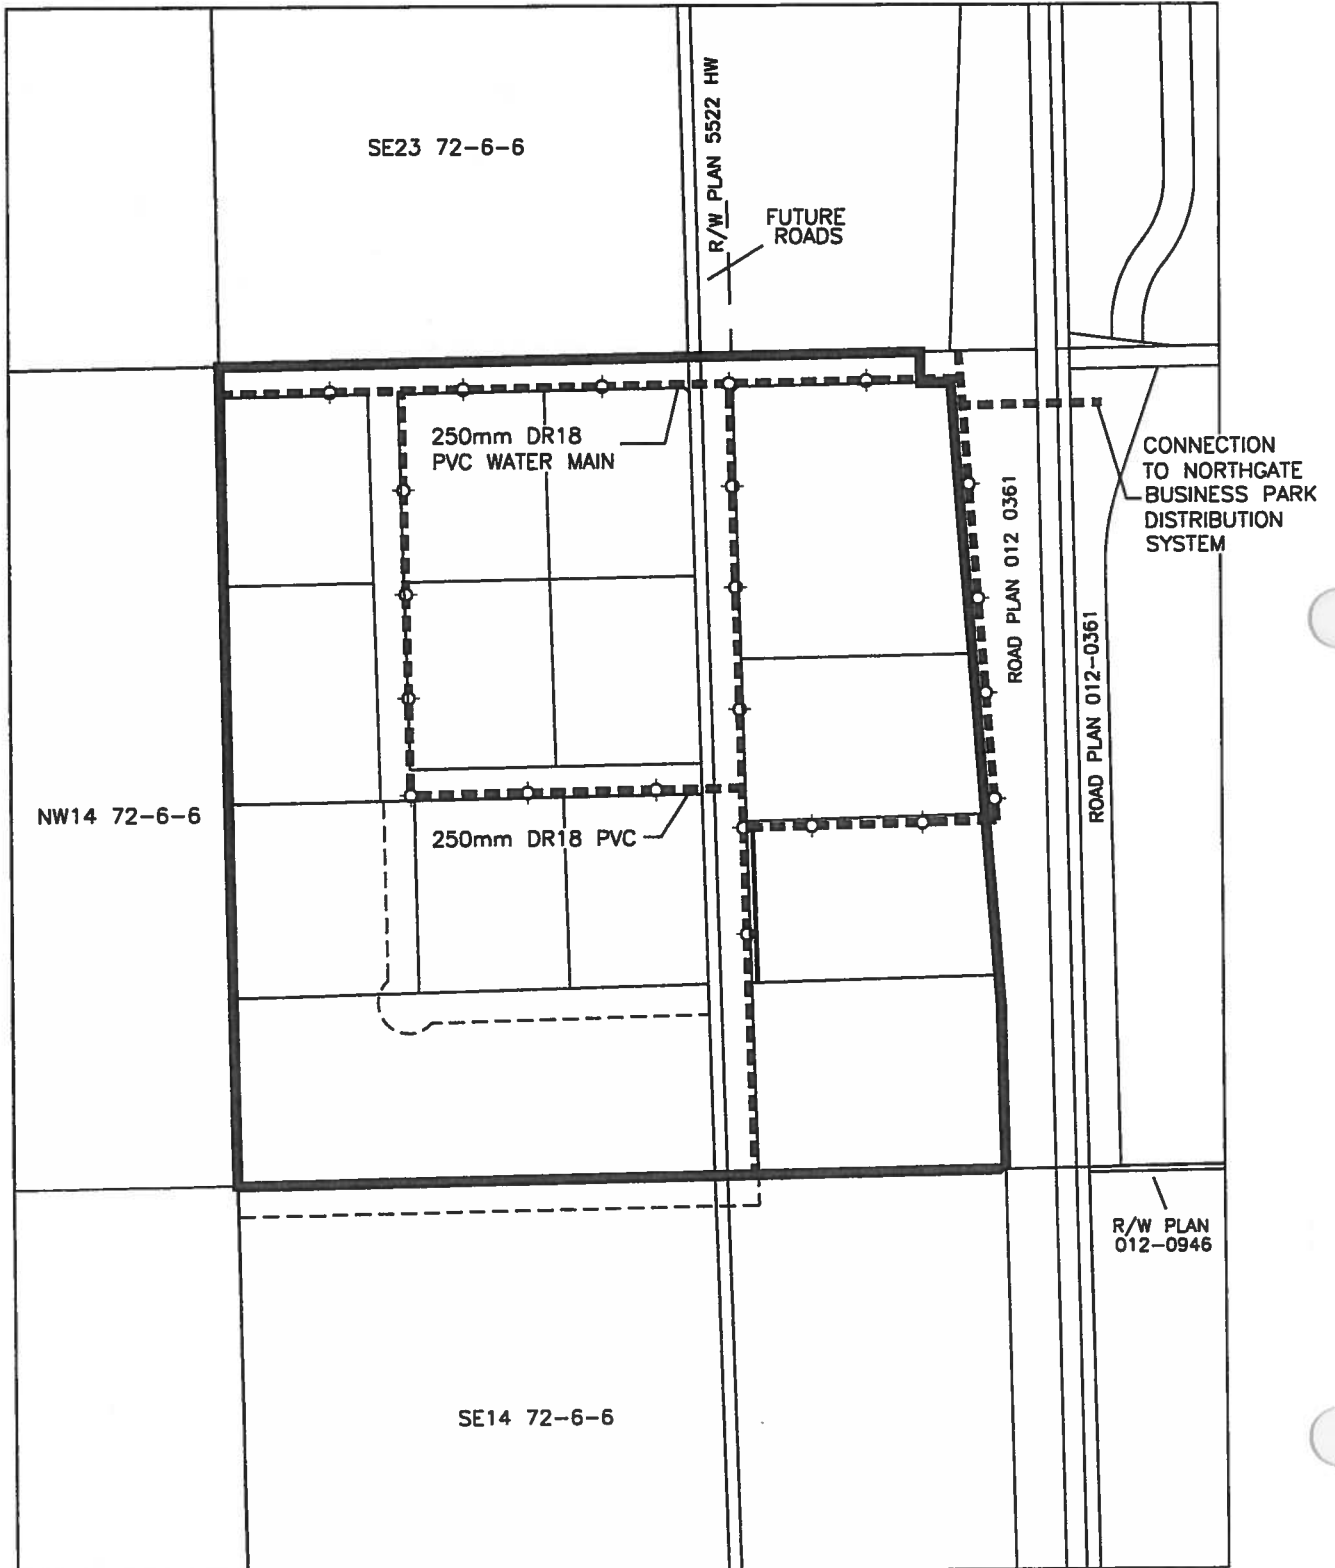 SE23 72-6-6
R/W PLAN 5522 HW
FUTURE
ROADS
250mm DR18
PVC WATER MAIN
CONNECTION
TO NORTHGATE
BUSINESS PARK
DISTRIBUTION
SYSTEM
ROAD PLAN 012 0361
ROAD PLAN 012-0361
NW14 72-6-6
250mm DR18 PVC
R/W PLAN
012-0946
SE14 72-6-6